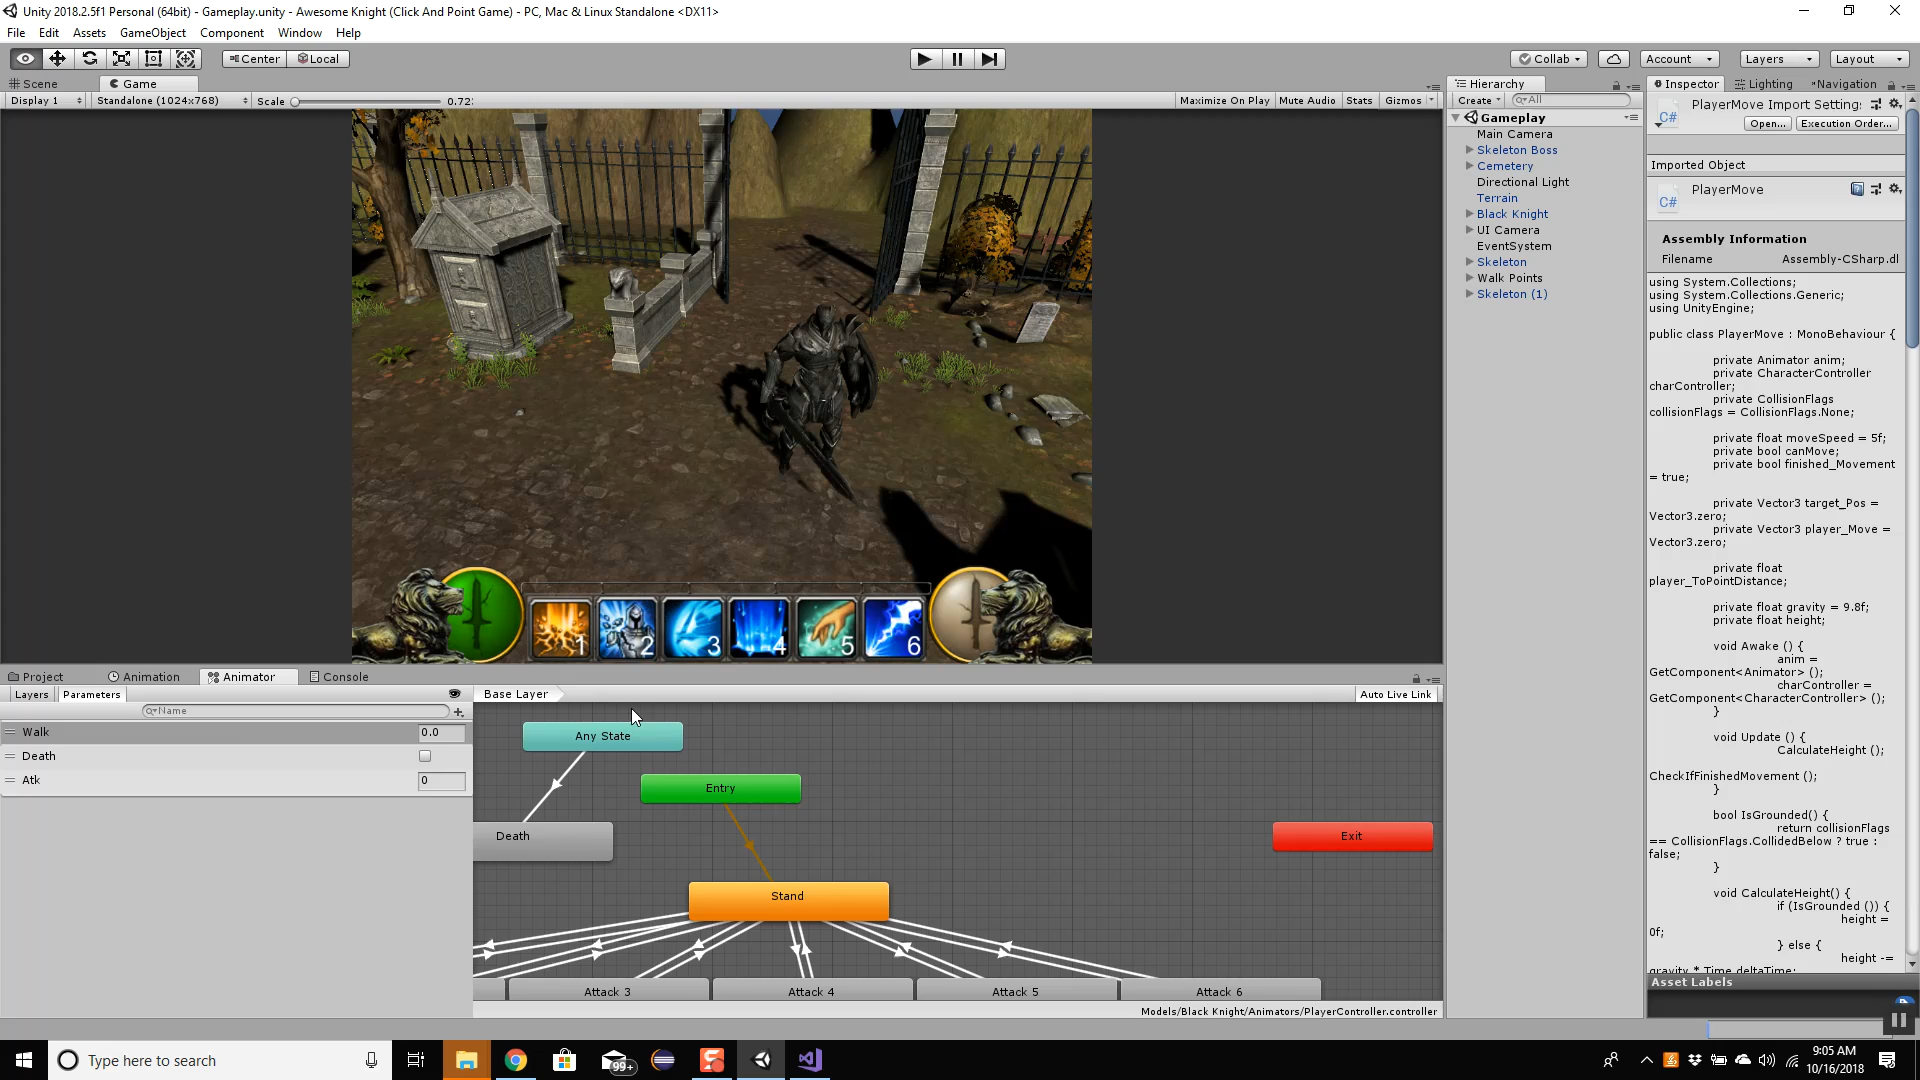 Unity 2018.2.5f1 Personal (64bit) - Gameplay.unity - Awesome Knight (Click And Point Game) - PC, Mac & Linux Standalone <DX11>
File Edit Assets GameObject Component Window Help
Center Local Collab Account Layers Layout
Scene Game
Display 1 Standalone (1024x768) Scale 0.72 Maximize On Play Mute Audio Stats Gizmos
1 2 3 4 5 6
Project Animation Animator Console
Layers Parameters
Name
Walk 0.0
Death
Atk 0
Base Layer Auto Live Link
Any State
Entry
Death
Exit
Stand
Attack 3 Attack 4 Attack 5 Attack 6
Models/Black Knight/Animators/PlayerController.controller
Hierarchy
Create All
Gameplay
Main Camera
Skeleton Boss
Cemetery
Directional Light
Terrain
Black Knight
UI Camera
EventSystem
Skeleton
Walk Points
Skeleton (1)
Inspector Lighting Navigation
PlayerMove Import Settings
C# Open... Execution Order...
Imported Object
PlayerMove
C#
Assembly Information
Filename Assembly-CSharp.dl
using System.Collections;
using System.Collections.Generic;
using UnityEngine;
public class PlayerMove : MonoBehaviour {
private Animator anim;
private CharacterController
charController;
private CollisionFlags
collisionFlags = CollisionFlags.None;
private float moveSpeed = 5f;
private bool canMove;
private bool finished_Movement
= true;
private Vector3 target_Pos =
Vector3.zero;
private Vector3 player_Move =
Vector3.zero;
private float
player_ToPointDistance;
private float gravity = 9.8f;
private float height;
void Awake () {
anim =
GetComponent<Animator> ();
charController =
GetComponent<CharacterController> ();
}
void Update () {
CalculateHeight ();
CheckIfFinishedMovement ();
}
bool IsGrounded() {
return collisionFlags
== CollisionFlags.CollidedBelow ? true :
false;
}
void CalculateHeight() {
if (IsGrounded ()) {
height =
0f;
} else {
height -=
gravity * Time.deltaTime;
Asset Labels
Type here to search
99+
9:05 AM
10/16/2018